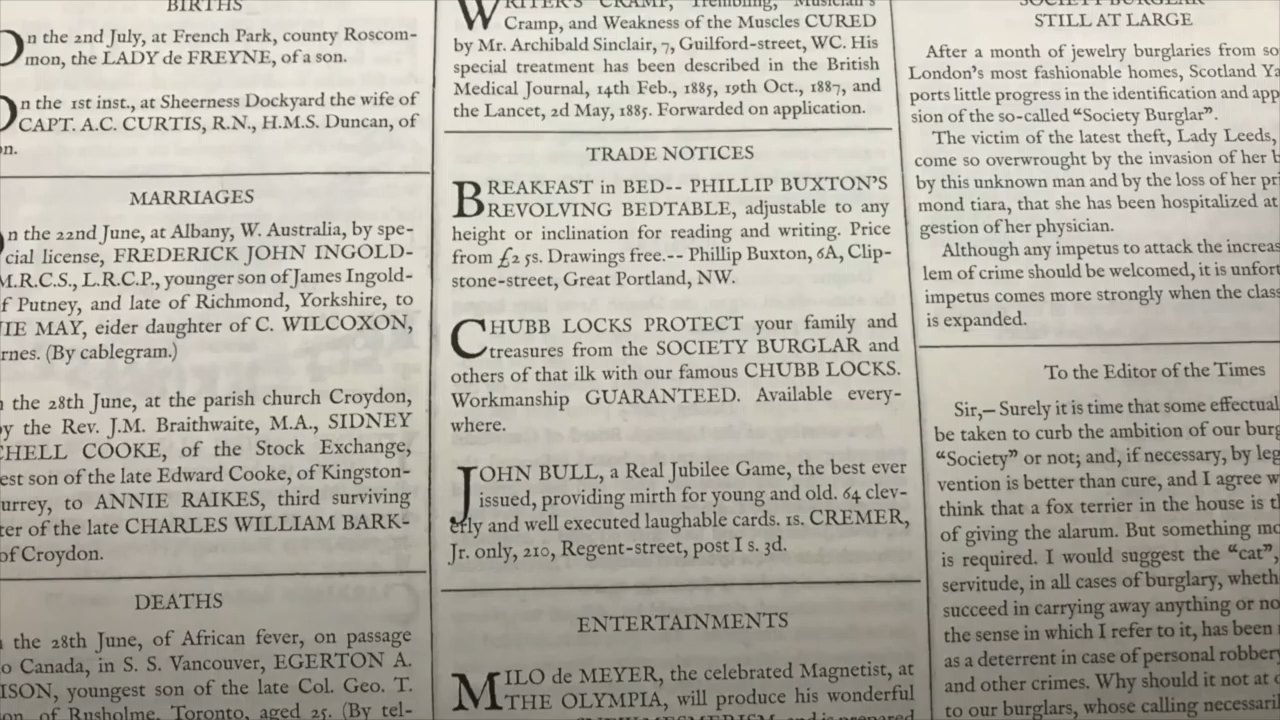 BIRTHS
On the 2nd July, at French Park, county Roscom-
mon, the LADY de FREYNE, of a son.
On the 1st inst., at Sheerness Dockyard the wife of
CAPT. A.C. CURTIS, R.N., H.M.S. Duncan, of
MARRIAGES
On the 22nd June, at Albany, W. Australia, by spe-
cial license, FREDERICK JOHN INGOLD-
M.R.C.S., L.R.C.P., younger son of James Ingold-
of Putney, and late of Richmond, Yorkshire, to
MAY, eider daughter of C. WILCOXON,
(By cablegram.)
the 28th June, at the parish church Croydon,
by the Rev. J.M. Braithwaite, M.A., SIDNEY
COOKE, of the Stock Exchange,
son of the late Edward Cooke, of Kingston-
to ANNIE RAIKES, third surviving
of the late CHARLES WILLIAM BARK-
of Croydon.
DEATHS
the 28th June, of African fever, on passage
to Canada, in S. S. Vancouver, EGERTON A.
youngest son of the late Col. Geo. T.
of Rusholme, Toronto, aged 25. (By tel-
WRITER'S CRAMP, Trembling, Musician's
Cramp, and Weakness of the Muscles CURED
by Mr. Archibald Sinclair, 7, Guilford-street, WC. His
special treatment has been described in the British
Medical Journal, 14th Feb., 1885, 19th Oct., 1887, and
the Lancet, 2d May, 1885. Forwarded on application.
TRADE NOTICES
BREAKFAST in BED-- PHILLIP BUXTON'S
REVOLVING BEDTABLE, adjustable to any
height or inclination for reading and writing. Price
from £2 5s. Drawings free.-- Phillip Buxton, 6A, Clip-
stone-street, Great Portland, NW.
CHUBB LOCKS PROTECT your family and
treasures from the SOCIETY BURGLAR and
others of that ilk with our famous CHUBB LOCKS.
Workmanship GUARANTEED. Available every-
where.
JOHN BULL, a Real Jubilee Game, the best ever
issued, providing mirth for young and old. 64 clev-
erly and well executed laughable cards. 1s. CREMER,
Jr. only, 210, Regent-street, post I s. 3d.
ENTERTAINMENTS
MILO de MEYER, the celebrated Magnetist, at
THE OLYMPIA, will produce his wonderful
and is prepared
SOCIETY BURGLAR
STILL AT LARGE
After a month of jewelry burglaries from
London's most fashionable homes, Scotland
ports little progress in the identification and
sion of the so-called "Society Burglar".
The victim of the latest theft, Lady Leeds,
come so overwrought by the invasion of her
by this unknown man and by the loss of her
mond tiara, that she has been hospitalized at
gestion of her physician.
Although any impetus to attack the
lem of crime should be welcomed, it is
impetus comes more strongly when the
is expanded.
To the Editor of the Times
Sir,— Surely it is time that some effectual
be taken to curb the ambition of our
"Society" or not; and, if necessary, by
vention is better than cure, and I agree
think that a fox terrier in the house is
of giving the alarum. But something
is required. I would suggest the "cat",
servitude, in all cases of burglary,
succeed in carrying away anything or
the sense in which I refer to it, has been
as a deterrent in case of personal robbery
and other crimes. Why should it not at
to our burglars, whose calling